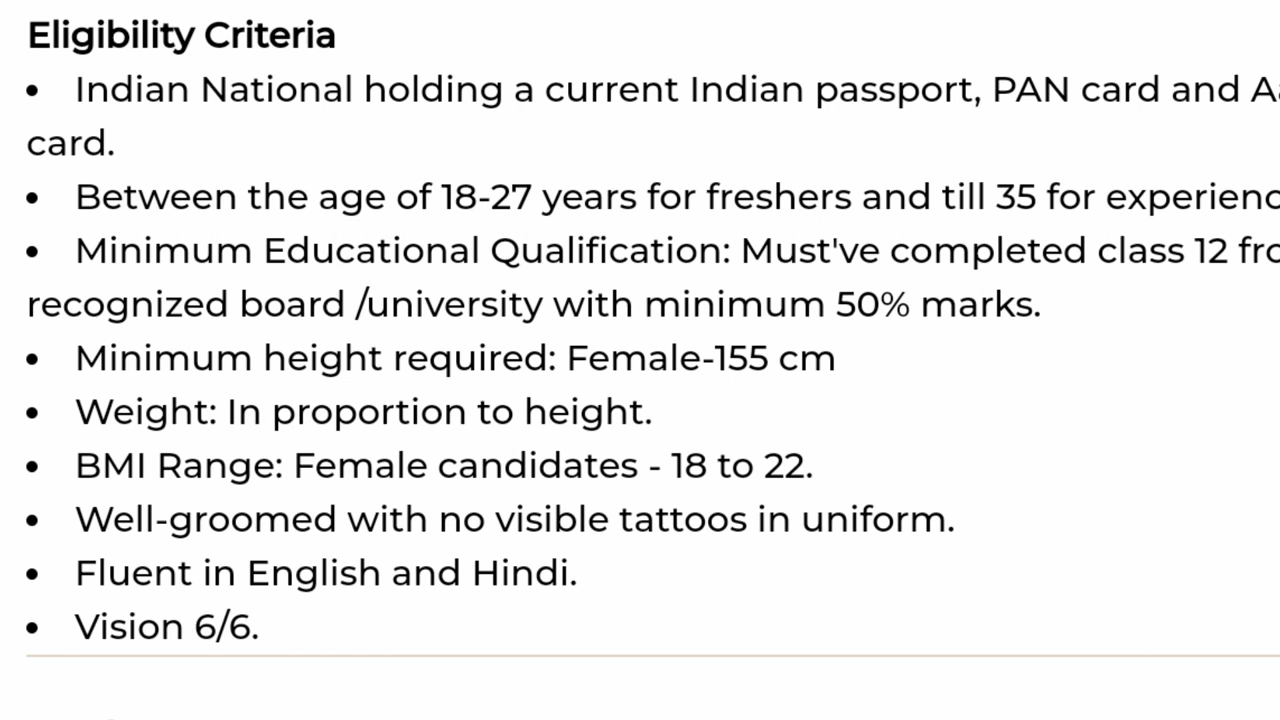 Eligibility Criteria
• Indian National holding a current Indian passport, PAN card and
card.
• Between the age of 18-27 years for freshers and till 35 for
• Minimum Educational Qualification: Must've completed class 12
recognized board /university with minimum 50% marks.
• Minimum height required: Female-155 cm
• Weight: In proportion to height.
• BMI Range: Female candidates - 18 to 22.
• Well-groomed with no visible tattoos in uniform.
• Fluent in English and Hindi.
• Vision 6/6.